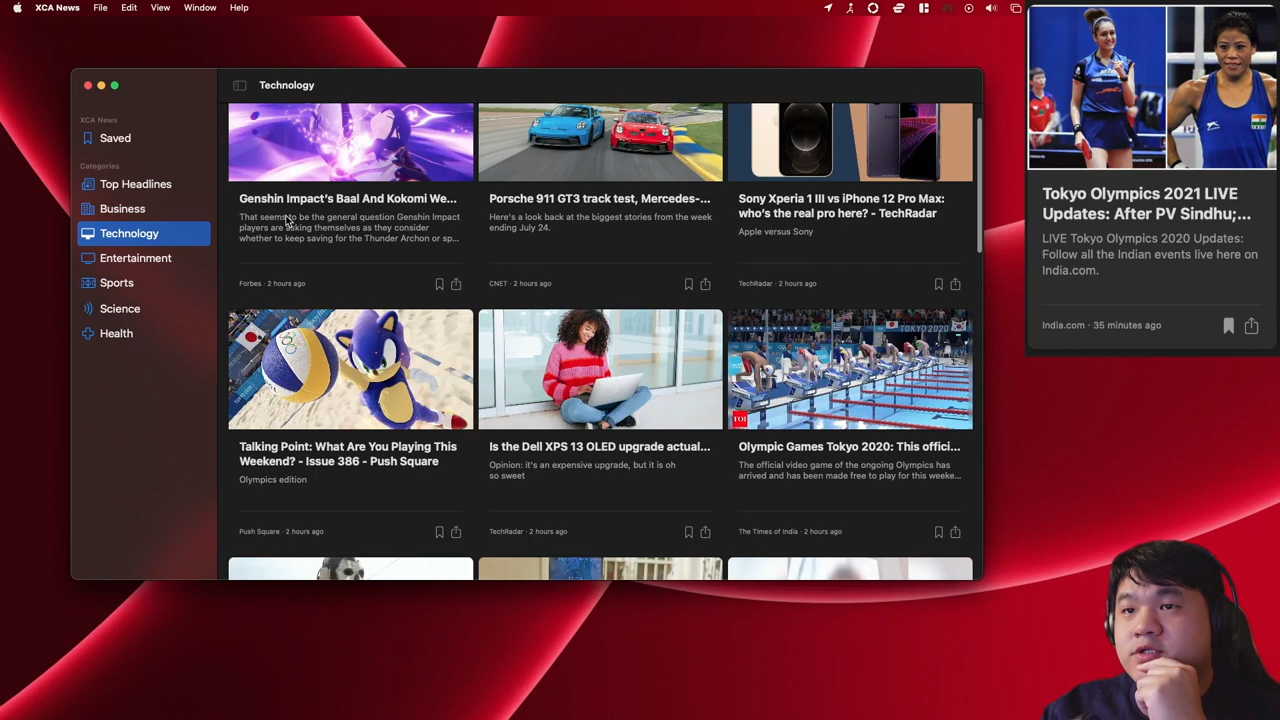 XCA News File Edit View Window Help
Technology
XCA News
Saved
Categories
Top Headlines
Business
Technology
Entertainment
Sports
Science
Health
Genshin Impact's Baal And Kokomi We...
That seems to be the general question Genshin Impact
players are asking themselves as they consider
whether to keep saving for the Thunder Archon or sp...
Forbes · 2 hours ago
Porsche 911 GT3 track test, Mercedes-...
Here's a look back at the biggest stories from the week
ending July 24.
CNET · 2 hours ago
Sony Xperia 1 III vs iPhone 12 Pro Max:
who's the real pro here? - TechRadar
Apple versus Sony
TechRadar · 2 hours ago
Talking Point: What Are You Playing This
Weekend? - Issue 386 - Push Square
Olympics edition
Push Square · 2 hours ago
Is the Dell XPS 13 OLED upgrade actual...
Opinion: it's an expensive upgrade, but it is oh
so sweet
TechRadar · 2 hours ago
TOKYO 2020
TOI
Olympic Games Tokyo 2020: This offici...
The official video game of the ongoing Olympics has
arrived and has been made free to play for this weeke...
The Times of India · 2 hours ago
Tokyo Olympics 2021 LIVE
Updates: After PV Sindhu;...
LIVE Tokyo Olympics 2020 Updates:
Follow all the Indian events live here on
India.com.
India.com · 35 minutes ago